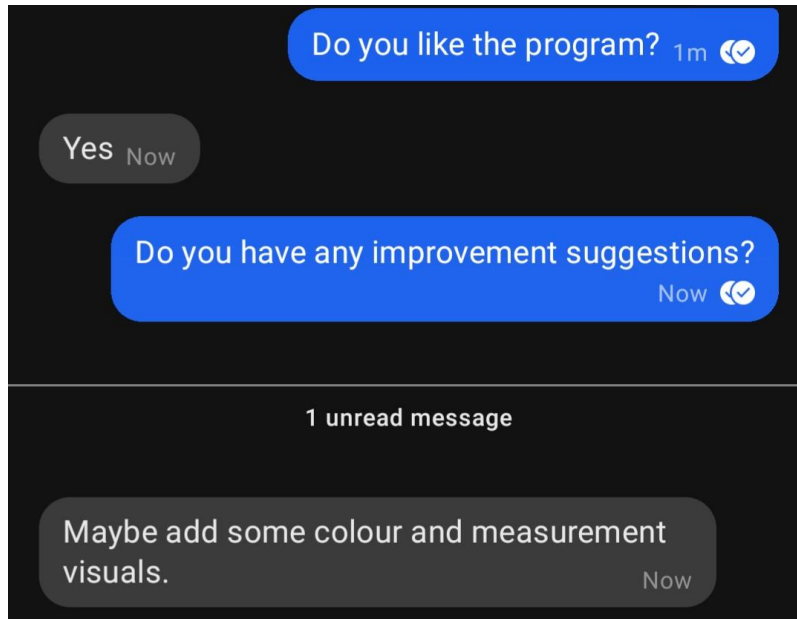 Do you like the program? 1m
Yes Now
Do you have any improvement suggestions?
Now
1 unread message
Maybe add some colour and measurement
visuals.
Now